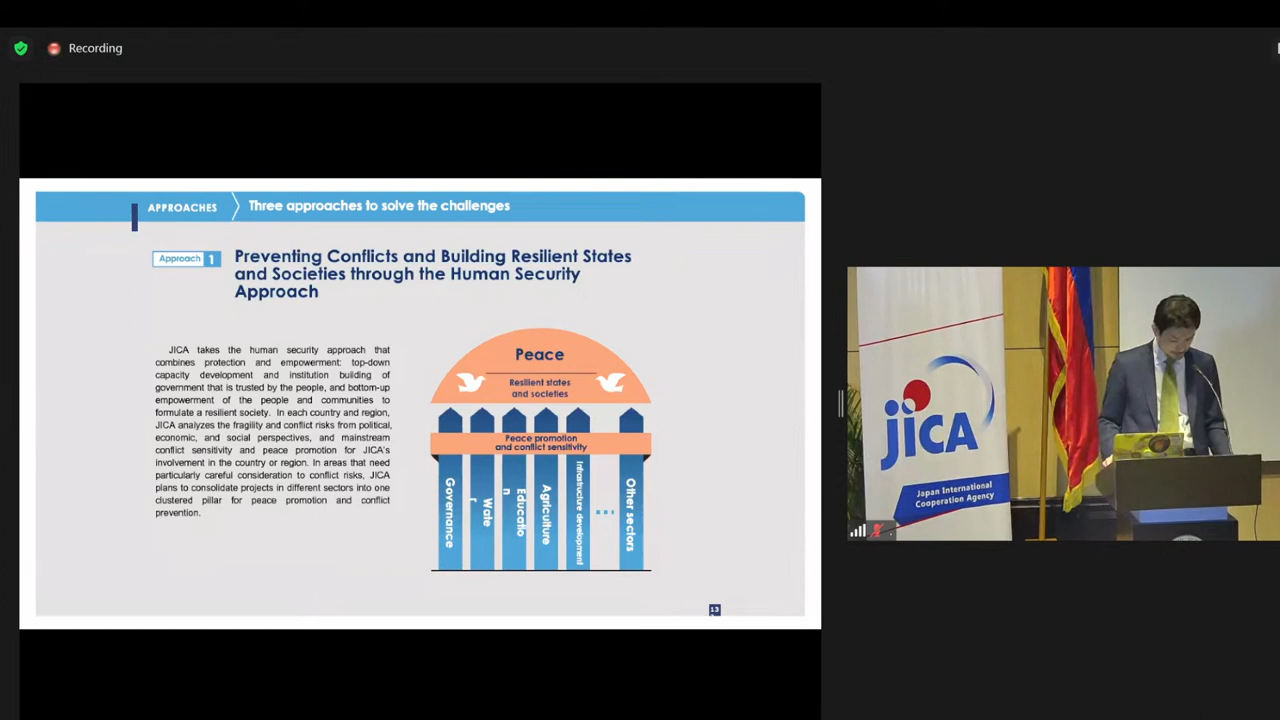 Recording
APPROACHES
Three approaches to solve the challenges
Approach 1
Preventing Conflicts and Building Resilient States
and Societies through the Human Security
Approach
JICA takes the human security approach that
combines protection and empowerment: top-down
capacity development and institution building of
government that is trusted by the people, and bottom-up
empowerment of the people and communities to
formulate a resilient society. In each country and region,
JICA analyzes the fragility and conflict risks from political,
economic, and social perspectives, and mainstream
conflict sensitivity and peace promotion for JICA's
involvement in the country or region. In areas that need
particularly careful consideration to conflict risks, JICA
plans to consolidate projects in different sectors into one
clustered pillar for peace promotion and conflict
prevention.
Peace
Resilient states
and societies
Peace promotion
and conflict sensitivity
Governance
Wate
r
Educatio
n
Agriculture
Infrastructure development
...
Other sectors
13
JICA
Japan International
Cooperation Agency